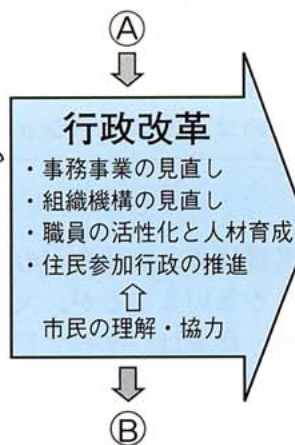 Ⓐ
行政改革
・事務事業の見直し
・組織機構の見直し
・職員の活性化と人材育成
・住民参加行政の推進
市民の理解・協力
Ⓑ